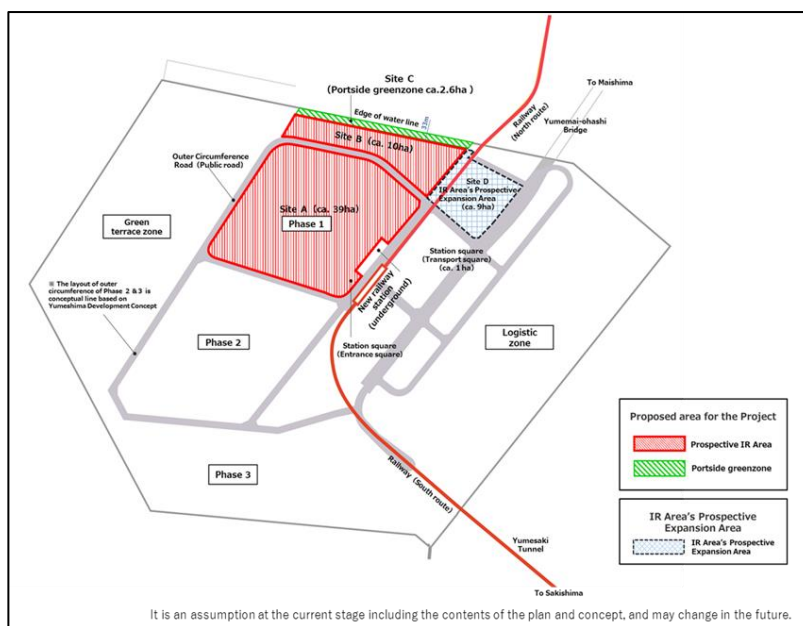 Site C
(Portside greenzone ca.2.6ha)
To Maishima
Edge of water line
33m
Railway
(North route)
Yumemai-ohashi
Bridge
Site B (ca. 10ha)
Outer Circumference
Road (Public road)
Site D
IR Area's Prospective
Expansion Area
(ca. 9ha)
Site A (ca. 39ha)
Phase 1
Green
terrace zone
Station square
(Transport square)
(ca. 1ha)
New railway
station
(underground)
※ The layout of outer
circumference of Phase 2 & 3 is
conceptual line based on
Yumeshima Development Concept
Phase 2
Station square
(Entrance square)
Logistic
zone
Phase 3
Railway (South route)
Yumesaki
Tunnel
To Sakishima
Proposed area for the Project
Prospective IR Area
Portside greenzone
IR Area's Prospective
Expansion Area
IR Area's Prospective
Expansion Area
It is an assumption at the current stage including the contents of the plan and concept, and may change in the future.